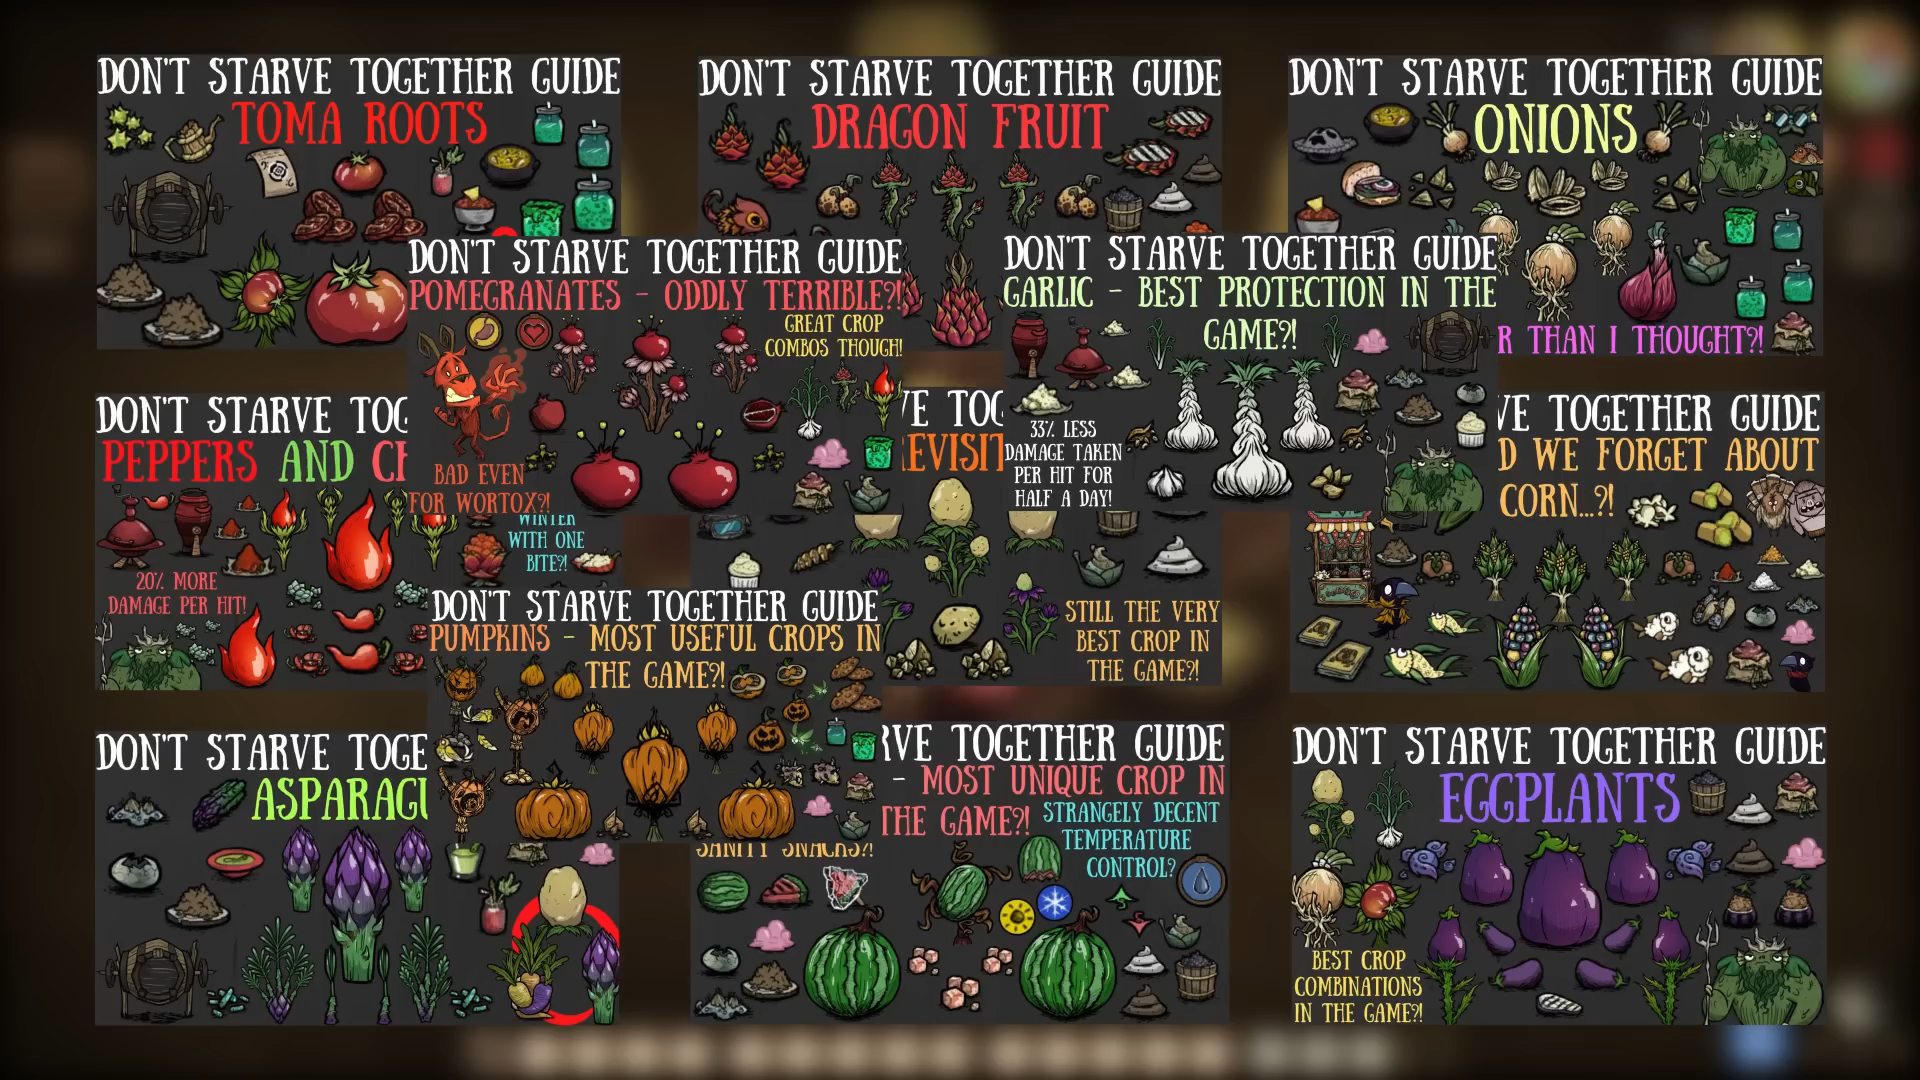 DON'T STARVE TOGETHER GUIDE
TOMA ROOTS
DON'T STARVE TOGETHER GUIDE
DRAGON FRUIT
DON'T STARVE TOGETHER GUIDE
ONIONS
R THAN I THOUGHT?!
DON'T STARVE TOGETHER GUIDE
POMEGRANATES - ODDLY TERRIBLE?!
GREAT CROP
COMBOS THOUGH!
BAD EVEN
FOR WORTOX?!
DON'T STARVE TOGETHER GUIDE
GARLIC - BEST PROTECTION IN THE
GAME?!
33% LESS
DAMAGE TAKEN
PER HIT FOR
HALF A DAY!
DON'T STARVE TOG
PEPPERS AND
20% MORE
DAMAGE PER HIT!
WINTER
WITH ONE
BITE?!
VE TOG
REVISIT
STILL THE VERY
BEST CROP IN
THE GAME?!
VE TOGETHER GUIDE
D WE FORGET ABOUT
CORN...?!
DON'T STARVE TOGETHER GUIDE
PUMPKINS - MOST USEFUL CROPS IN
THE GAME?!
DON'T STARVE TOGE
ASPARAGU
SANITY SNACKS?!
RVE TOGETHER GUIDE
- MOST UNIQUE CROP IN
THE GAME?!
STRANGELY DECENT
TEMPERATURE
CONTROL?
DON'T STARVE TOGETHER GUIDE
EGGPLANTS
BEST CROP
COMBINATIONS
IN THE GAME?!